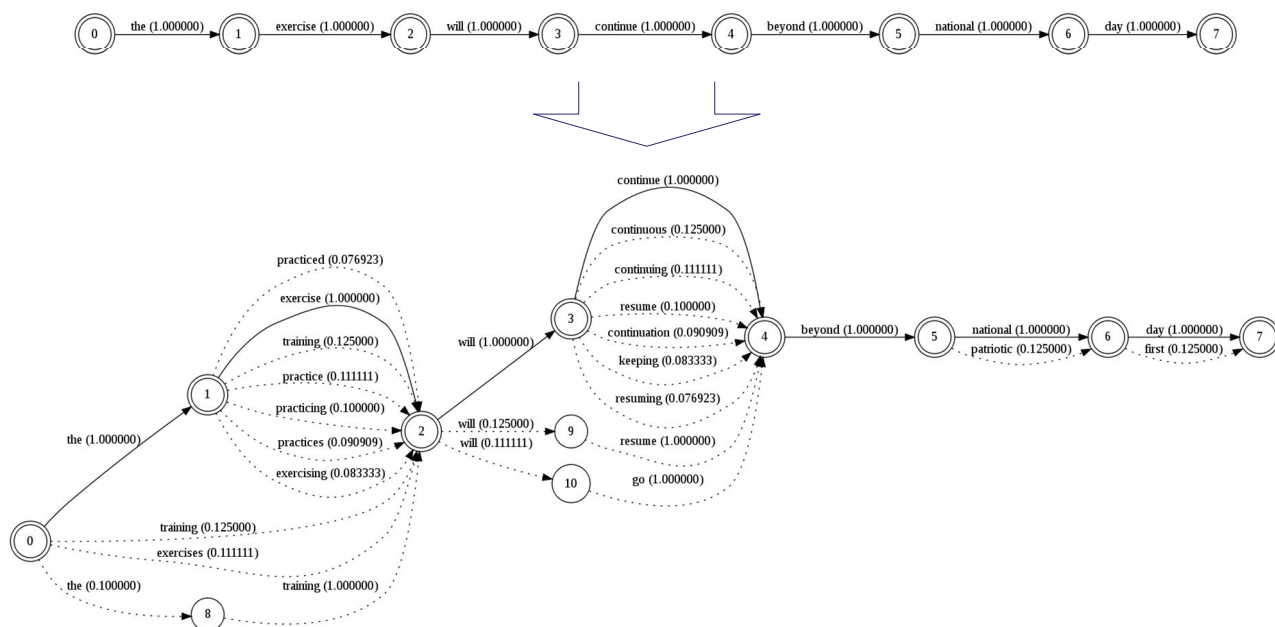 the (1.000000) exercise (1.000000) will (1.000000) continue (1.000000) beyond (1.000000) national (1.000000) day (1.000000)
0 1 2 3 4 5 6 7
continue (1.000000)
continuous (0.125000)
practiced (0.076923)
continuing (0.111111)
exercise (1.000000)
resume (0.100000)
3
continuation (0.090909)
training (0.125000)
will (1.000000)
4
beyond (1.000000)
5
national (1.000000)
patriotic (0.125000)
6
day (1.000000)
first (0.125000)
7
keeping (0.083333)
practice (0.111111)
1
resuming (0.076923)
practicing (0.100000)
2
will (0.125000)
9
will (0.111111)
resume (1.000000)
the (1.000000)
practices (0.090909)
exercising (0.083333)
10
go (1.000000)
training (0.125000)
0
exercises (0.111111)
the (0.100000)
training (1.000000)
8